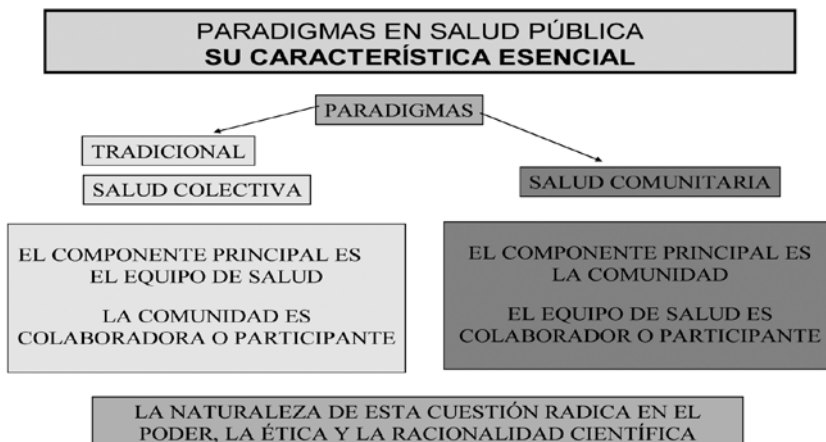 PARADIGMAS EN SALUD PÚBLICA
SU CARACTERÍSTICA ESENCIAL
PARADIGMAS
TRADICIONAL
SALUD COLECTIVA
SALUD COMUNITARIA
EL COMPONENTE PRINCIPAL ES
EL EQUIPO DE SALUD
LA COMUNIDAD ES
COLABORADORA O PARTICIPANTE
EL COMPONENTE PRINCIPAL ES
LA COMUNIDAD
EL EQUIPO DE SALUD ES
COLABORADOR O PARTICIPANTE
LA NATURALEZA DE ESTA CUESTIÓN RADICA EN EL
PODER, LA ÉTICA Y LA RACIONALIDAD CIENTÍFICA